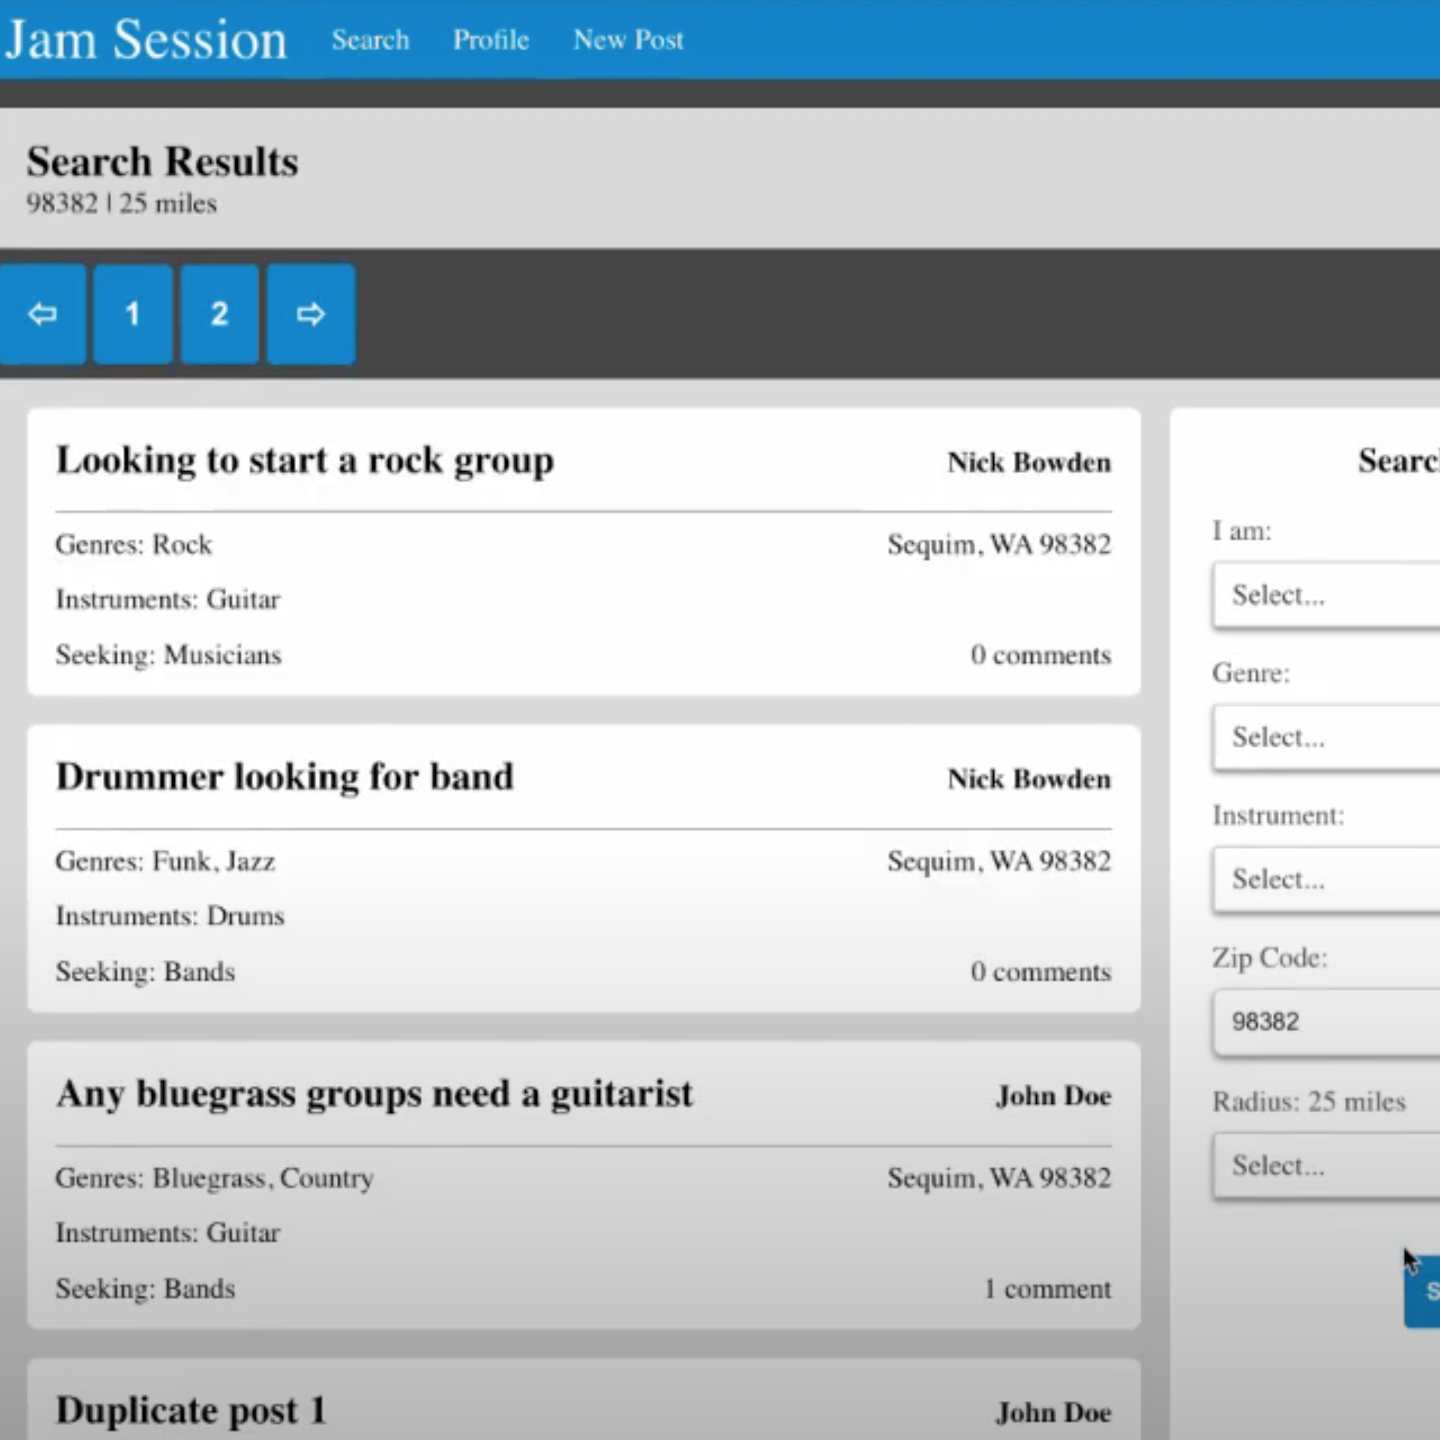 Jam Session Search Profile New Post
Search Results
98382 | 25 miles
⇦ 1 2 ⇨
Looking to start a rock group Nick Bowden
Genres: Rock Sequim, WA 98382
Instruments: Guitar
Seeking: Musicians 0 comments
Drummer looking for band Nick Bowden
Genres: Funk, Jazz Sequim, WA 98382
Instruments: Drums
Seeking: Bands 0 comments
Any bluegrass groups need a guitarist John Doe
Genres: Bluegrass, Country Sequim, WA 98382
Instruments: Guitar
Seeking: Bands 1 comment
Duplicate post 1 John Doe
I am:
Select...
Genre:
Select...
Instrument:
Select...
Zip Code:
98382
Radius: 25 miles
Select...